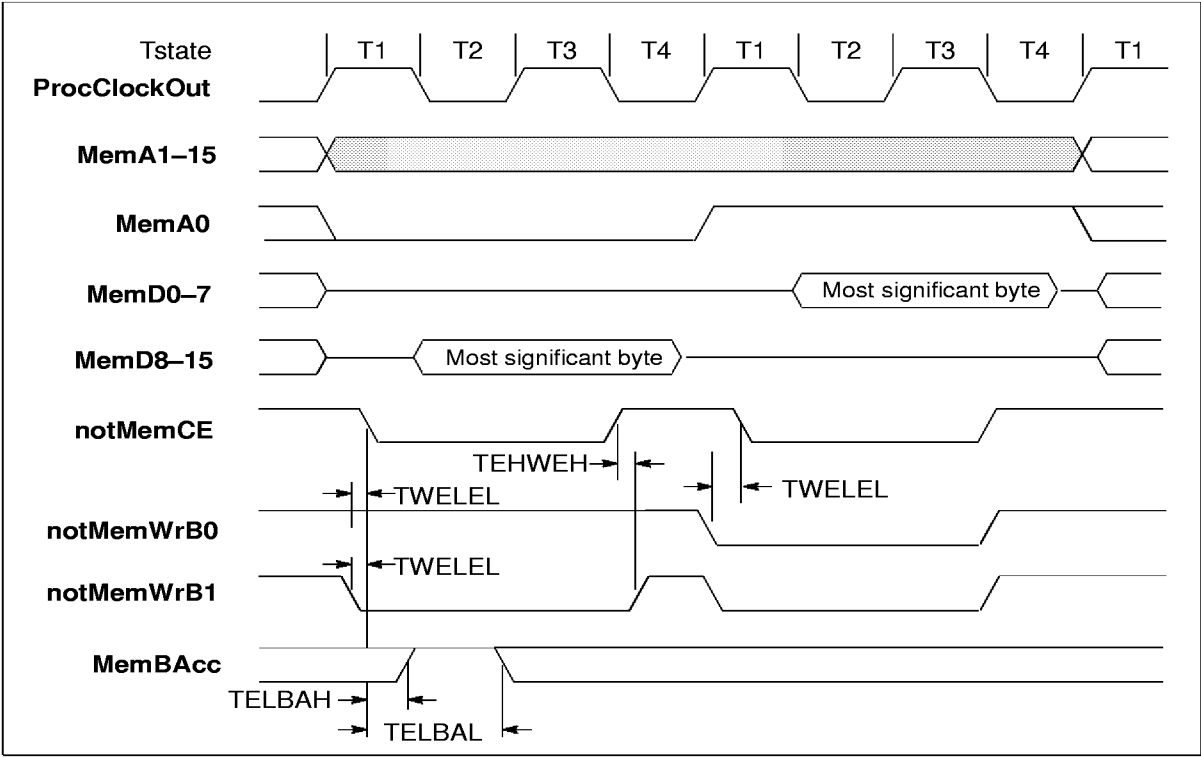 Tstate T1 T2 T3 T4 T1 T2 T3 T4 T1
ProcClockOut
MemA1–15
MemA0
MemD0–7 Most significant byte
MemD8–15 Most significant byte
notMemCE
TEHWEH
TWELEL TWELEL
notMemWrB0
TWELEL
notMemWrB1
MemBAcc
TELBAH
TELBAL